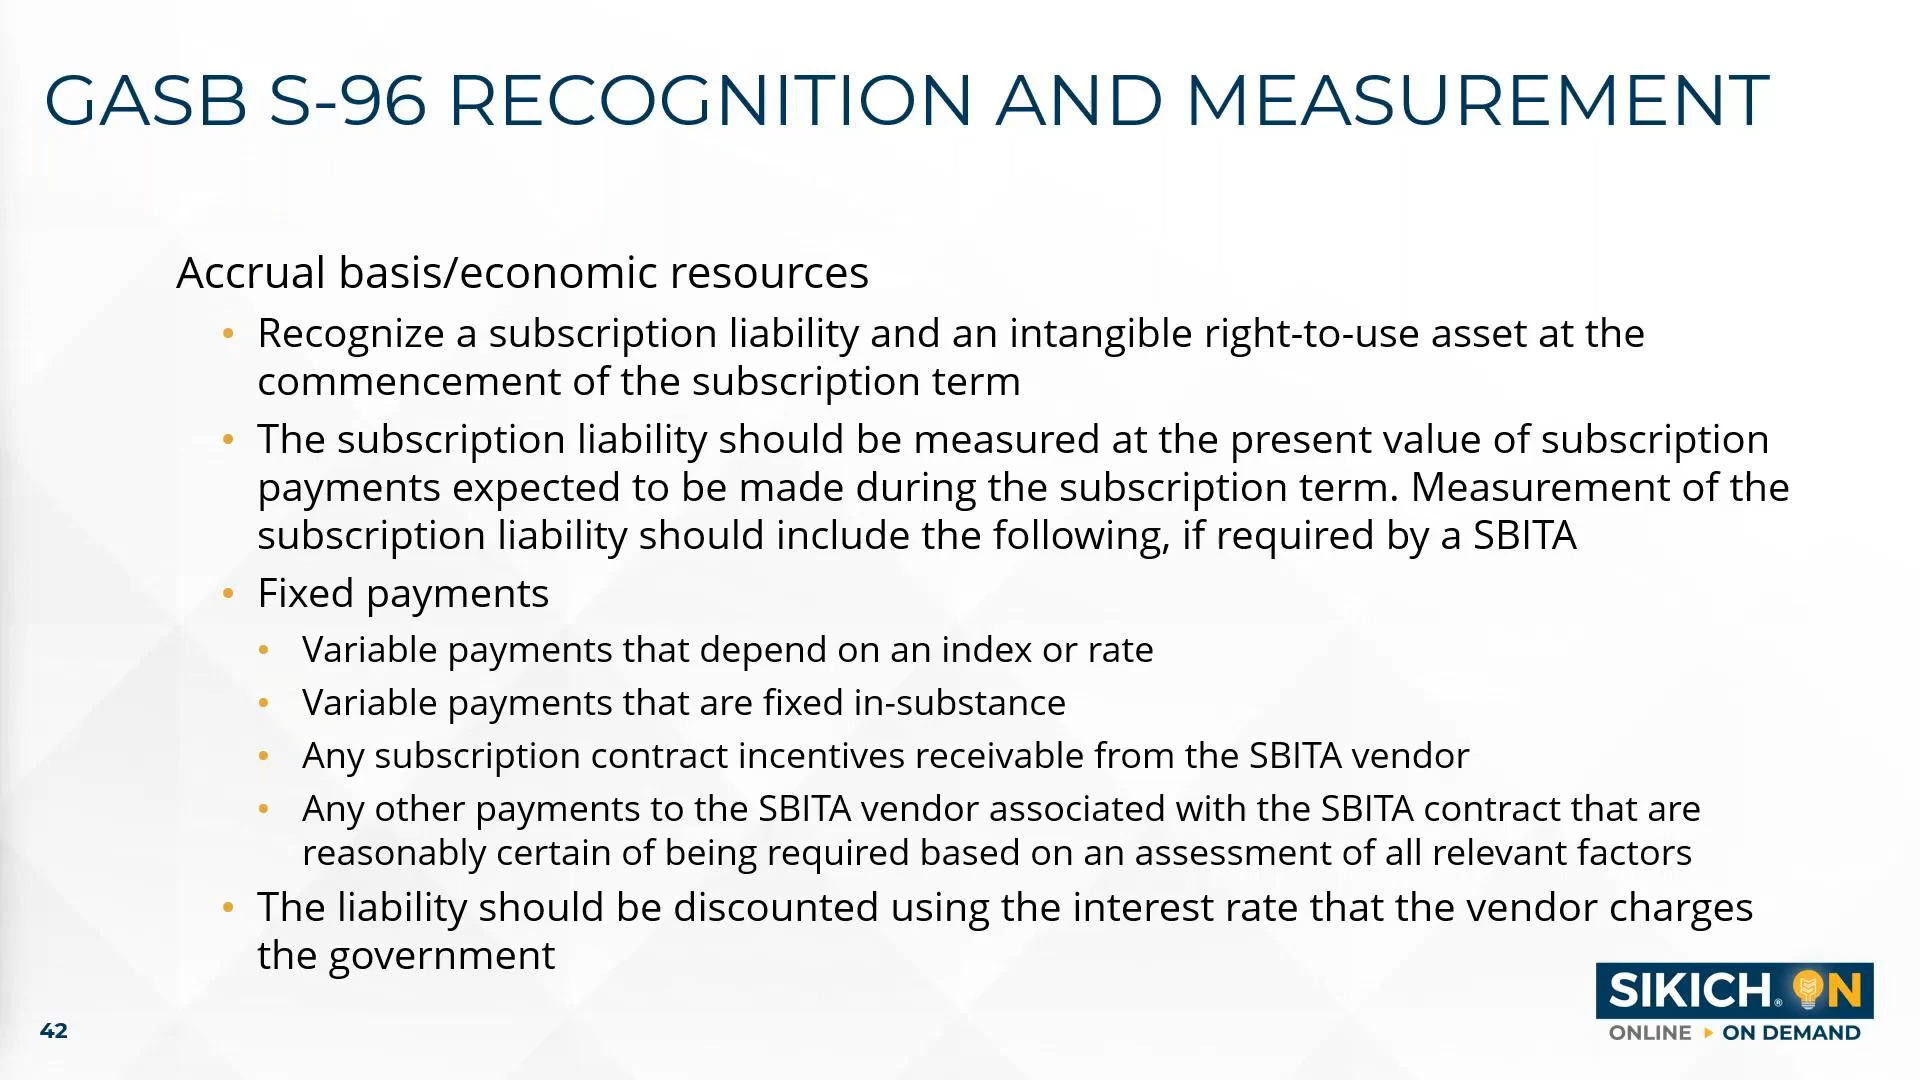 GASB S-96 RECOGNITION AND MEASUREMENT
Accrual basis/economic resources
• Recognize a subscription liability and an intangible right-to-use asset at the
commencement of the subscription term
• The subscription liability should be measured at the present value of subscription
payments expected to be made during the subscription term. Measurement of the
subscription liability should include the following, if required by a SBITA
• Fixed payments
• Variable payments that depend on an index or rate
• Variable payments that are fixed in-substance
• Any subscription contract incentives receivable from the SBITA vendor
• Any other payments to the SBITA vendor associated with the SBITA contract that are
reasonably certain of being required based on an assessment of all relevant factors
• The liability should be discounted using the interest rate that the vendor charges
the government
SIKICH® ON
ONLINE ▸ ON DEMAND
42